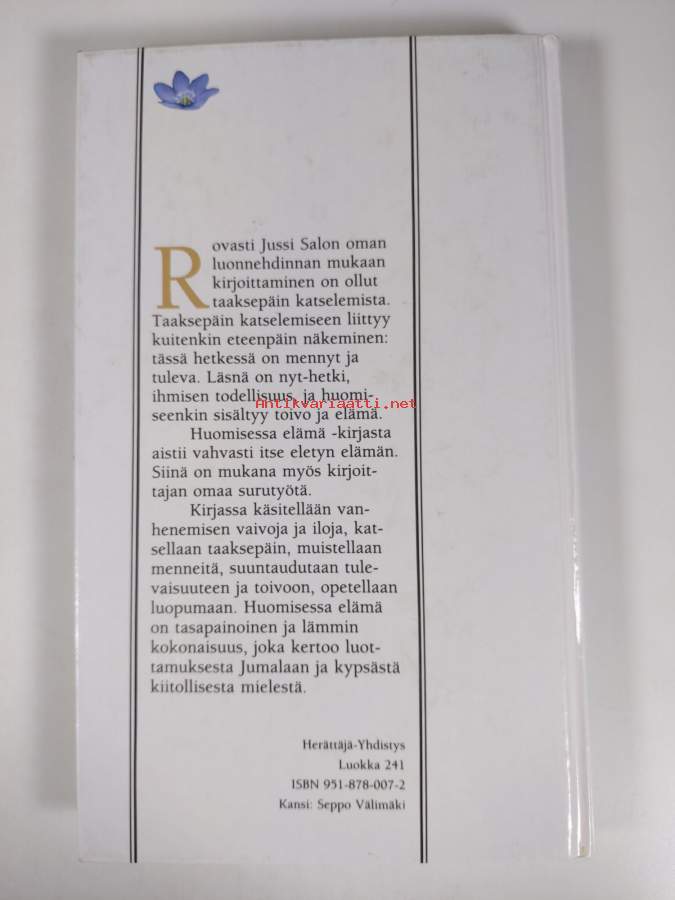 Rovasti Jussi Salon oman
luonnehdinnan mukaan
kirjoittaminen on ollut
taaksepäin katselemista.
Taaksepäin katselemiseen liittyy
kuitenkin eteenpäin näkeminen:
tässä hetkessä on mennyt ja
tuleva. Läsnä on nyt-hetki,
ihmisen todellisuus, ja huomi-
Antikvariaatti.net
seenkin sisältyy toivo ja elämä.
Huomisessa elämä -kirjasta
aistii vahvasti itse eletyn elämän.
Siinä on mukana myös kirjoit-
tajan omaa surutyötä.
Kirjassa käsitellään van-
henemisen vaivoja ja iloja, kat-
sellaan taaksepäin, muistellaan
menneitä, suuntaudutaan tule-
vaisuuteen ja toivoon, opetellaan
luopumaan. Huomisessa elämä
on tasapainoinen ja lämmin
kokonaisuus, joka kertoo luot-
tamuksesta Jumalaan ja kypsästä
kiitollisesta mielestä.
Herättäjä-Yhdistys
Luokka 241
ISBN 951-878-007-2
Kansi: Seppo Välimäki